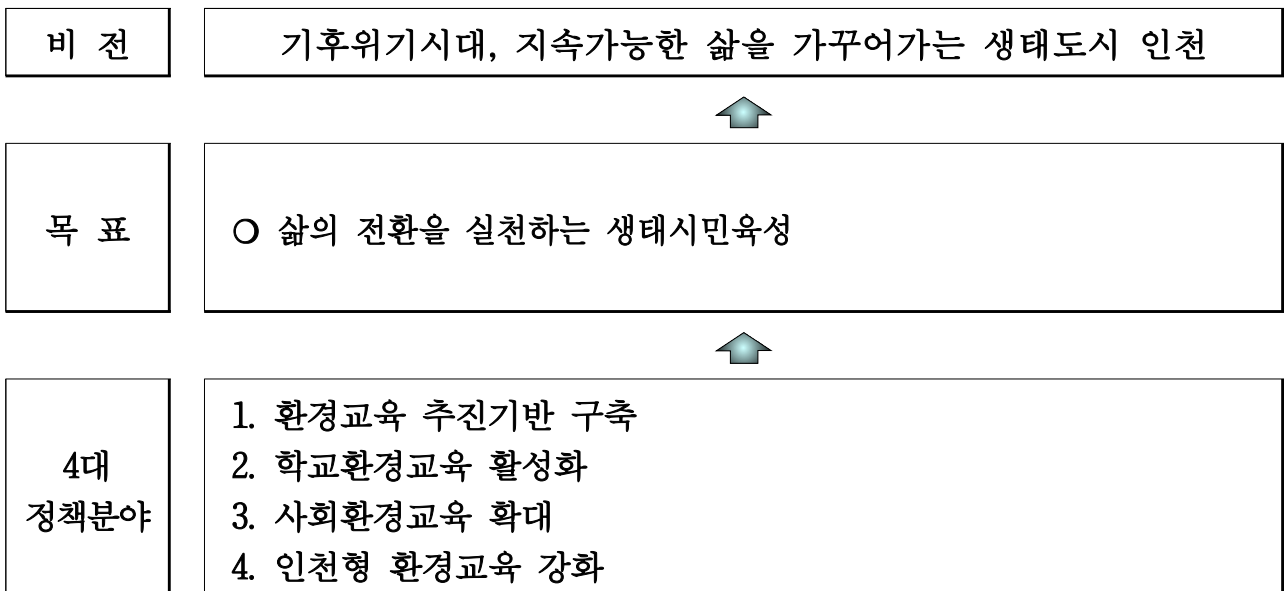 비 전
기후위기시대, 지속가능한 삶을 가꾸어가는 생태도시 인천
목 표
❍ 삶의 전환을 실천하는 생태시민육성
4대
정책분야
1. 환경교육 추진기반 구축
2. 학교환경교육 활성화
3. 사회환경교육 확대
4. 인천형 환경교육 강화